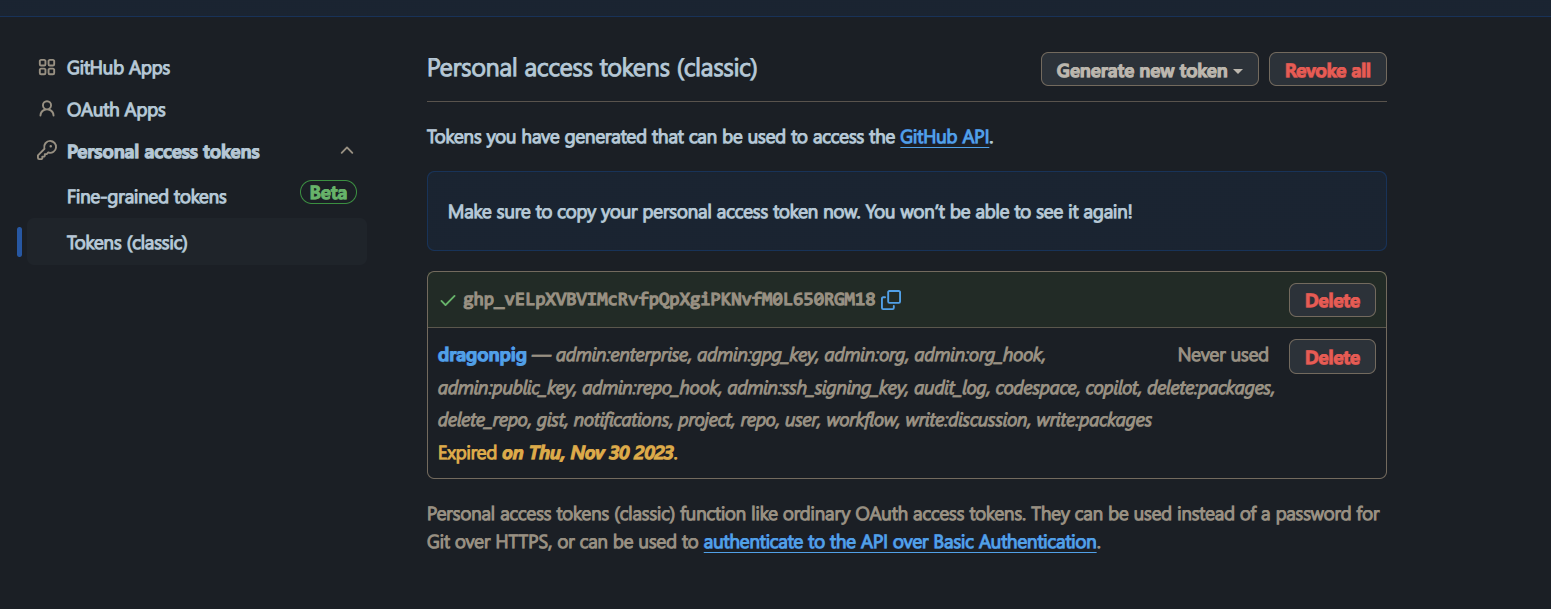 GitHub Apps
OAuth Apps
Personal access tokens
Fine-grained tokens
Beta
Tokens (classic)
Personal access tokens (classic)
Generate new token
Revoke all
Tokens you have generated that can be used to access the GitHub API.
Make sure to copy your personal access token now. You won't be able to see it again!
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
Delete
dragonpig — admin:enterprise, admin:gpg_key, admin:org, admin:org_hook,
Never used
Delete
admin:public_key, admin:repo_hook, admin:ssh_signing_key, audit_log, codespace, copilot, delete:packages,
delete_repo, gist, notifications, project, repo, user, workflow, write:discussion, write:packages
Expired on Thu, Nov 30 2023.
Personal access tokens (classic) function like ordinary OAuth access tokens. They can be used instead of a password for
Git over HTTPS, or can be used to authenticate to the API over Basic Authentication.